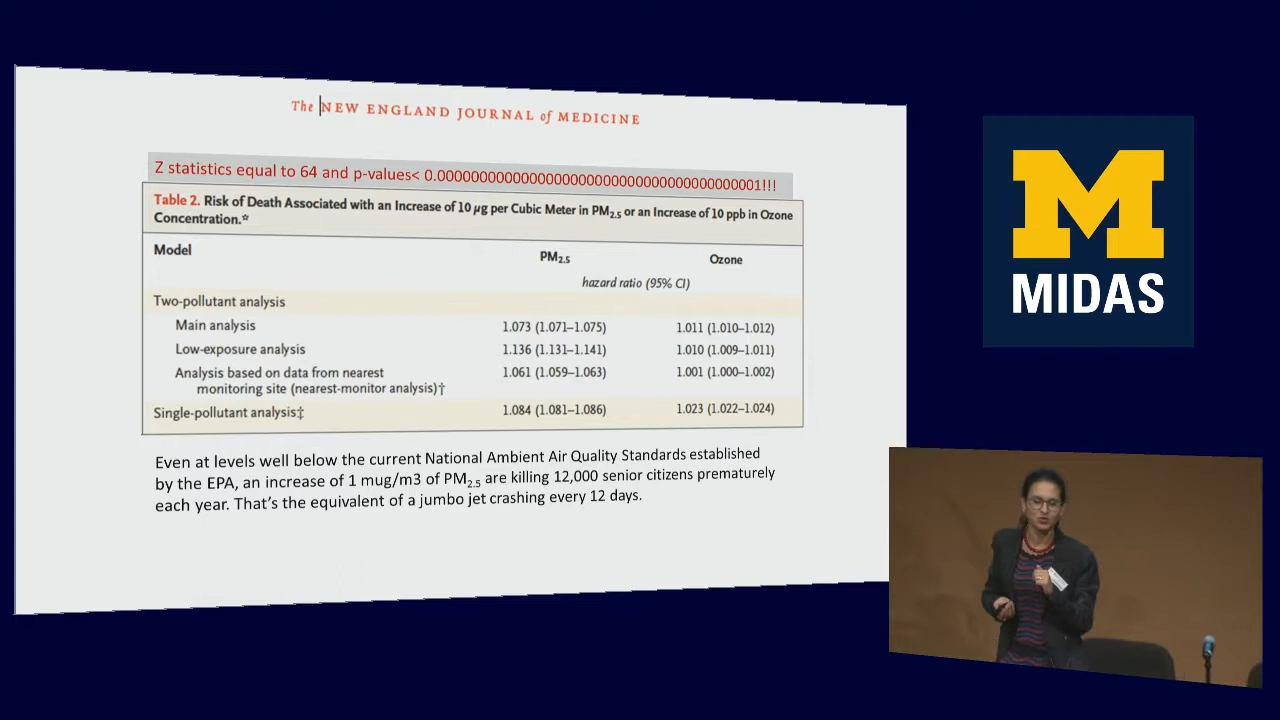 The NEW ENGLAND JOURNAL of MEDICINE
Z statistics equal to 64 and p-values< 0.0000000000000000000000000000000000000000001!!!
Table 2. Risk of Death Associated with an Increase of 10 μg per Cubic Meter in PM2.5 or an Increase of 10 ppb in Ozone
Concentration.*
Model PM2.5 Ozone
hazard ratio (95% CI)
Two-pollutant analysis
Main analysis 1.073 (1.071–1.075) 1.011 (1.010–1.012)
Low-exposure analysis 1.136 (1.131–1.141) 1.010 (1.009–1.011)
Analysis based on data from nearest 1.061 (1.059–1.063) 1.001 (1.000–1.002)
monitoring site (nearest-monitor analysis)†
Single-pollutant analysis‡ 1.084 (1.081–1.086) 1.023 (1.022–1.024)
Even at levels well below the current National Ambient Air Quality Standards established
by the EPA, an increase of 1 mug/m3 of PM2.5 are killing 12,000 senior citizens prematurely
each year. That's the equivalent of a jumbo jet crashing every 12 days.
M
MIDAS